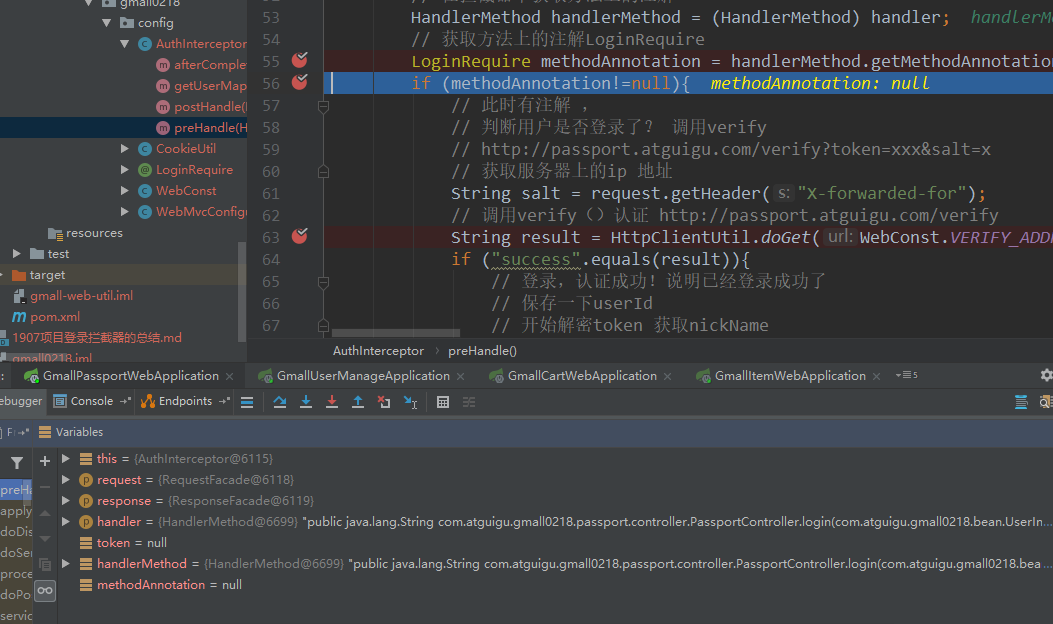 gmall0218
config
AuthInterceptor
afterComple
getUserMap
postHandle(
preHandle(H
CookieUtil
LoginRequire
WebConst
WebMvcConfigu
resources
test
target
gmall-web-util.iml
pom.xml
1907项目登录拦截器的总结.md
gmall0218.iml
53 HandlerMethod handlerMethod = (HandlerMethod) handler; handlerM
54 // 获取方法上的注解LoginRequire
55 LoginRequire methodAnnotation = handlerMethod.getMethodAnnotation
56 if (methodAnnotation!=null){ methodAnnotation: null
57 // 此时有注解 ，
58 // 判断用户是否登录了？ 调用verify
59 // http://passport.atguigu.com/verify?token=xxx&salt=x
60 // 获取服务器上的ip 地址
61 String salt = request.getHeader( s: "X-forwarded-for");
62 // 调用verify（）认证 http://passport.atguigu.com/verify
63 String result = HttpClientUtil.doGet( url: WebConst.VERIFY_ADDR
64 if ("success".equals(result)){
65 // 登录，认证成功！说明已经登录成功了
66 // 保存一下userId
67 // 开始解密token 获取nickName
AuthInterceptor › preHandle()
GmallPassportWebApplication × GmallUserManageApplication × GmallCartWebApplication × GmallItemWebApplication × 5
ebugger Console Endpoints
F: Variables
this = {AuthInterceptor@6115}
request = {RequestFacade@6118}
response = {ResponseFacade@6119}
handler = {HandlerMethod@6699} "public java.lang.String com.atguigu.gmall0218.passport.controller.PassportController.login(com.atguigu.gmall0218.bean.UserIn...
token = null
handlerMethod = {HandlerMethod@6699} "public java.lang.String com.atguigu.gmall0218.passport.controller.PassportController.login(com.atguigu.gmall0218.bea ...
methodAnnotation = null
preHa
apply
doDis
doSer
proce
doPo
servic